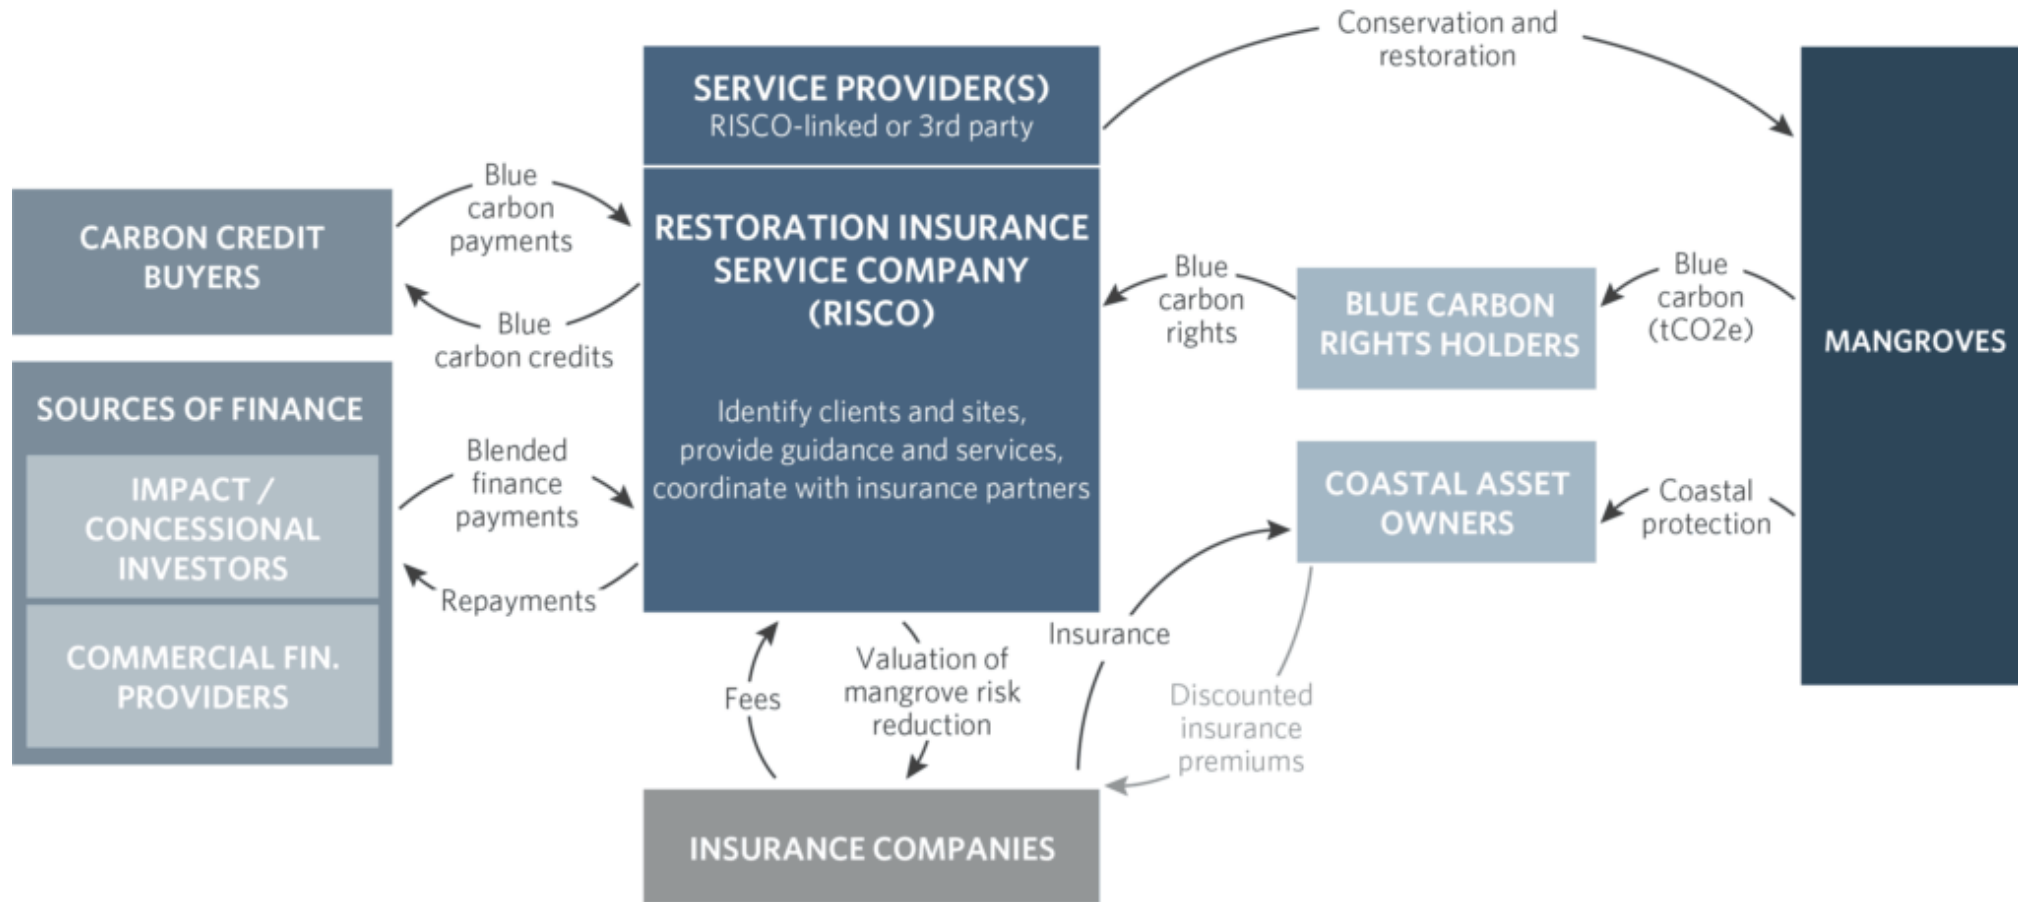 Conservation and
restoration
SERVICE PROVIDER(S)
RISCO-linked or 3rd party
Blue
carbon
payments
CARBON CREDIT
BUYERS
RESTORATION INSURANCE
SERVICE COMPANY
(RISCO)
Blue
carbon
rights
BLUE CARBON
RIGHTS HOLDERS
Blue
carbon
(tCO2e)
MANGROVES
Blue
carbon credits
SOURCES OF FINANCE
IMPACT /
CONCESSIONAL
INVESTORS
COMMERCIAL FIN.
PROVIDERS
Blended
finance
payments
Repayments
Identify clients and sites,
provide guidance and services,
coordinate with insurance partners
COASTAL ASSET
OWNERS
Coastal
protection
Fees
Valuation of
mangrove risk
reduction
Insurance
Discounted
insurance
premiums
INSURANCE COMPANIES